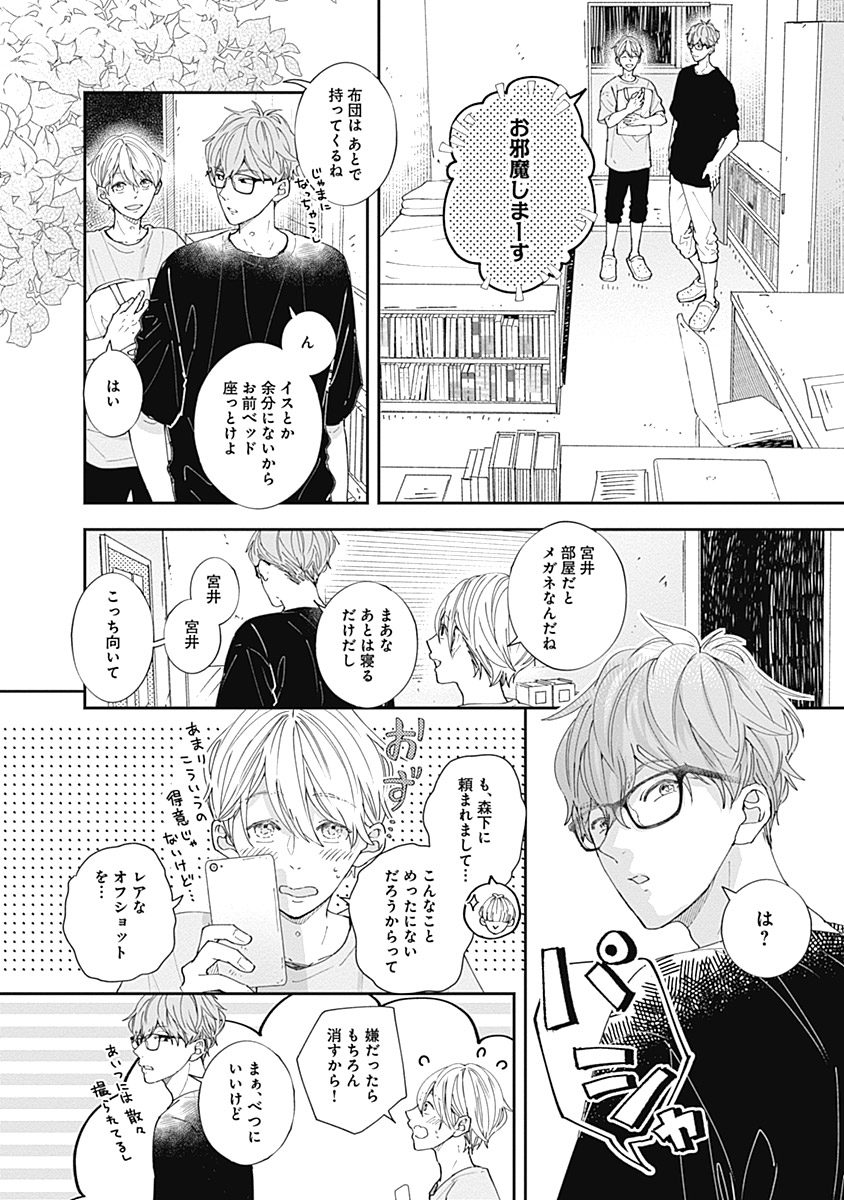 お邪魔しまーす
布団は あとで
持ってくるね
じゃまに
なっちゃうし
ん
イスとか
余分にないから
お前ベッド
座っとけよ
はい
宮井
部屋だと
メガネなんだね
まあな
あとは寝る
だけだし
宮井
宮井
こっち向いて
は?
パシャ
も、森下に
頼まれまして…
こんなこと
めったにない
だろうからって
おず
レアな
オフショット
を…
あまり
こういうの
得意じゃ
ないけど…
嫌だったら
もちろん
消すから!
まぁ、べつに
いいけど
あいつには 散々
撮られてるし